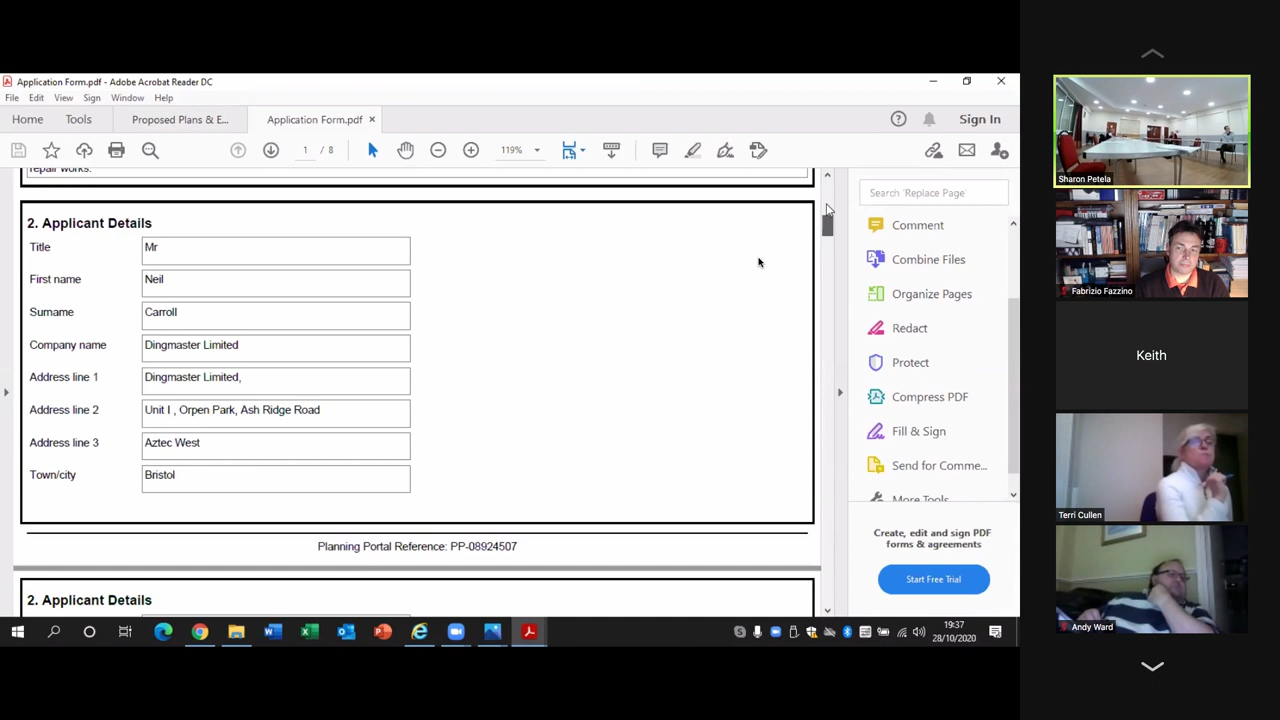 Application Form.pdf - Adobe Acrobat Reader DC
File Edit View Sign Window Help
Home Tools Proposed Plans & E... Application Form.pdf × Sign In
1 / 8 119%
repair works.
2. Applicant Details
Title Mr
First name Neil
Surname Carroll
Company name Dingmaster Limited
Address line 1 Dingmaster Limited,
Address line 2 Unit I , Orpen Park, Ash Ridge Road
Address line 3 Aztec West
Town/city Bristol
Planning Portal Reference: PP-08924507
2. Applicant Details
Search 'Replace Page'
Comment
Combine Files
Organize Pages
Redact
Protect
Compress PDF
Fill & Sign
Send for Comme...
More Tools
Create, edit and sign PDF
forms & agreements
Start Free Trial
19:37
28/10/2020
Sharon Petela
Fabrizio Fazzino
Keith
Terri Cullen
Andy Ward